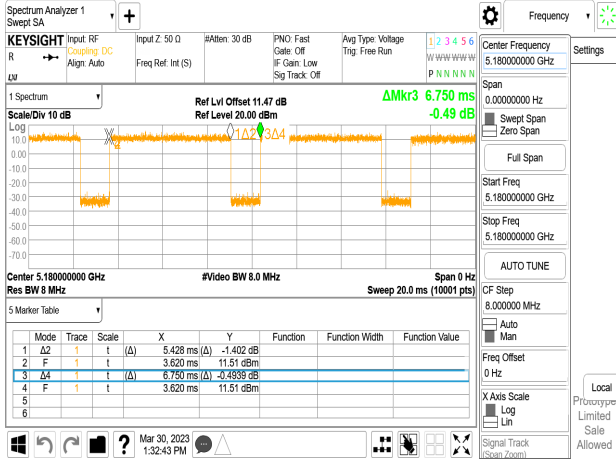 Spectrum Analyzer 1
Swept SA
Frequency
KEYSIGHT
R
Input: RF
Coupling: DC
Align: Auto
Input Z: 50 Ω
Freq Ref: Int (S)
#Atten: 30 dB
PNO: Fast
Gate: Off
IF Gain: Low
Sig Track: Off
Avg Type: Voltage
Trig: Free Run
1 2 3 4 5 6
W W W W W W
P N N N N N
1 Spectrum
Scale/Div 10 dB
Ref Lvl Offset 11.47 dB
Ref Level 20.00 dBm
ΔMkr3 6.750 ms
-0.49 dB
Log
10.0
0.00
-10.0
-20.0
-30.0
-40.0
-50.0
-60.0
-70.0
1Δ2
3Δ4
Center 5.180000000 GHz
Res BW 8 MHz
#Video BW 8.0 MHz
Span 0 Hz
Sweep 20.0 ms (10001 pts)
5 Marker Table
Mode Trace Scale X Y Function Function Width Function Value
1 Δ2 1 t (Δ) 5.428 ms (Δ) -1.402 dB
2 F 1 t 3.620 ms 11.51 dBm
3 Δ4 1 t (Δ) 6.750 ms (Δ) -0.4939 dB
4 F 1 t 3.620 ms 11.51 dBm
5
6
Mar 30, 2023
1:32:43 PM
Center Frequency
5.180000000 GHz
Settings
Span
0.00000000 Hz
Swept Span
Zero Span
Full Span
Start Freq
5.180000000 GHz
Stop Freq
5.180000000 GHz
AUTO TUNE
CF Step
8.000000 MHz
Auto
Man
Freq Offset
0 Hz
X Axis Scale
Log
Lin
Local
Prototype
Limited
Sale
Allowed
Signal Track
(Span Zoom)